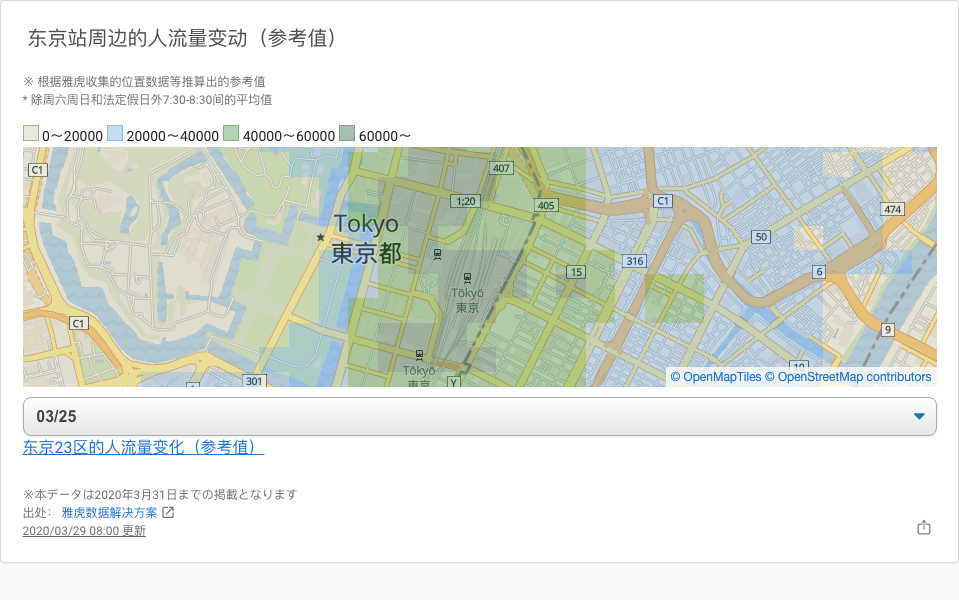 东京站周边的人流量变动（参考值）
※ 根据雅虎收集的位置数据等推算出的参考值
* 除周六周日和法定假日外7:30-8:30间的平均值
0～20000 20000～40000 40000～60000 60000～
C1
407
1;20
405
C1
474
Tokyo
東京都
50
316
15
6
Tōkyō
東京
C1
9
Tōkyō
東京
301
Y
10
© OpenMapTiles © OpenStreetMap contributors
03/25
东京23区的人流量变化（参考值）
※本データは2020年3月31日までの掲載となります
出处： 雅虎数据解决方案
2020/03/29 08:00 更新